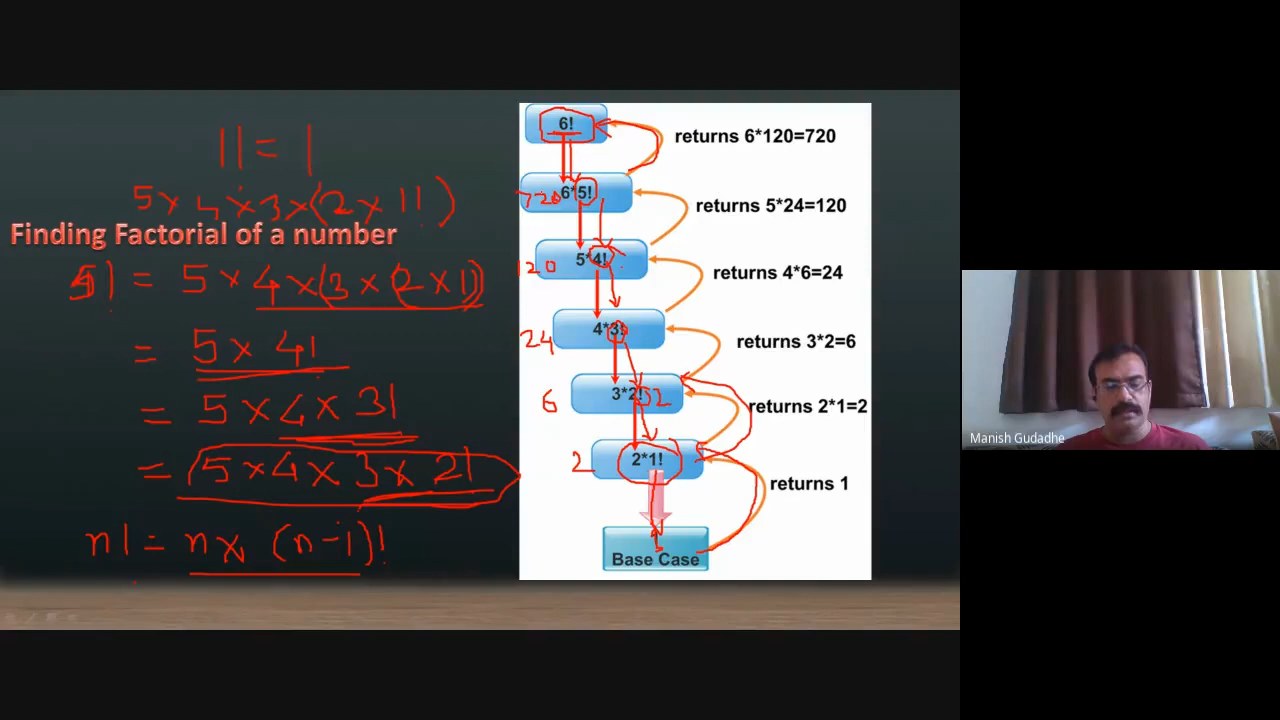 1! = 1
5 × 4 × 3 × (2 × 1!)
Finding Factorial of a number
5! = 5 × 4 × (3 × (2 × 1))
= 5 × 4!
= 5 × 4 × 3!
= (5 × 4 × 3 × 2!
n! = n × (n-1)!
6!
returns 6*120=720
720
6*5!
returns 5*24=120
120
5*4!
returns 4*6=24
24
4*3!
returns 3*2=6
6
3*2!
2
returns 2*1=2
2
2*1!
returns 1
Base Case
Manish Gudadhe